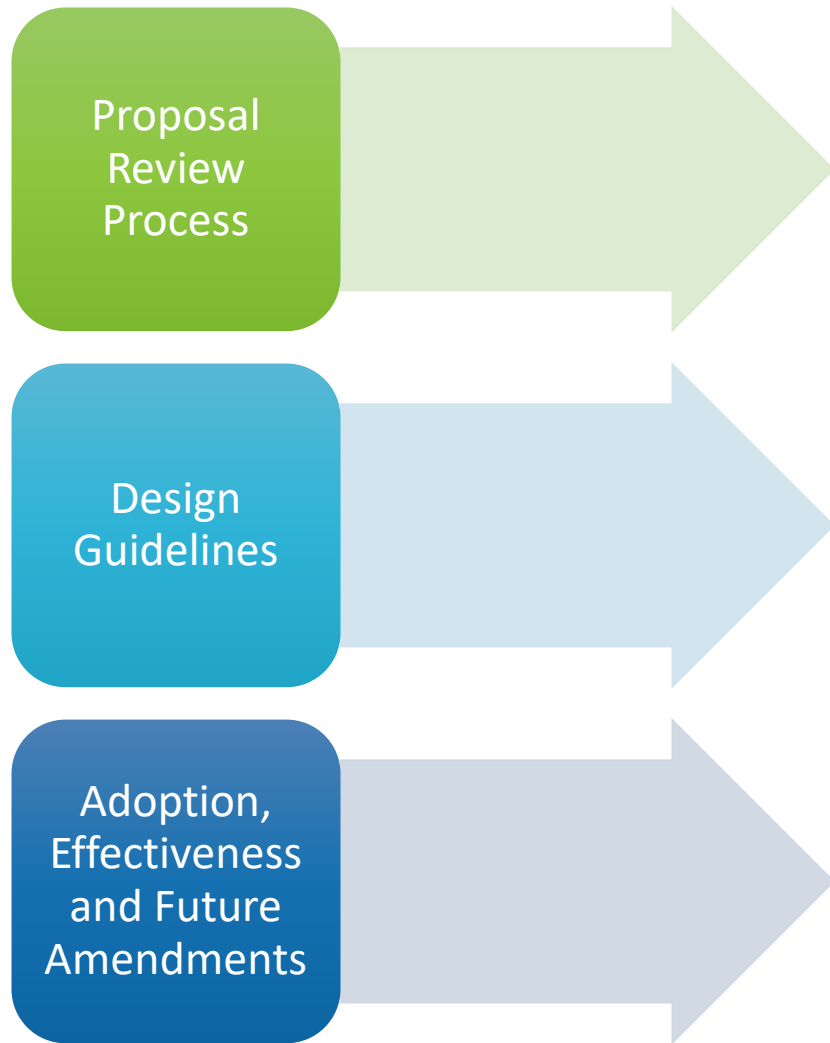 Proposal
Review
Process
Design
Guidelines
Adoption,
Effectiveness
and Future
Amendments